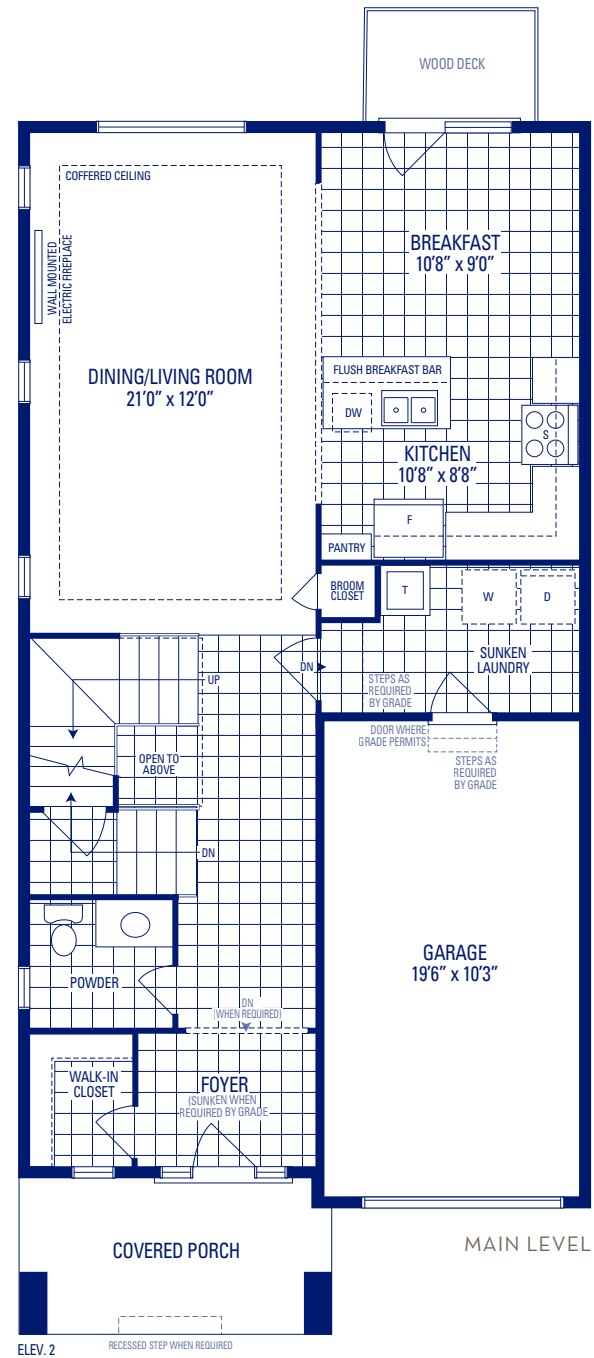 WOOD DECK
COFFERED CEILING
WALL MOUNTED
ELECTRIC FIREPLACE
BREAKFAST
10'8" x 9'0"
DINING/LIVING ROOM
21'0" x 12'0"
FLUSH BREAKFAST BAR
DW
S
KITCHEN
10'8" x 8'8"
F
PANTRY
BROOM
CLOSET
T
W
D
SUNKEN
LAUNDRY
DN
STEPS AS
REQUIRED
BY GRADE
UP
OPEN TO
ABOVE
DOOR WHERE
GRADE PERMITS
STEPS AS
REQUIRED
BY GRADE
DN
GARAGE
19'6" x 10'3"
POWDER
DN
(WHEN REQUIRED)
WALK-IN
CLOSET
FOYER
(SUNKEN WHEN
REQUIRED BY GRADE
COVERED PORCH
MAIN LEVEL
RECESSED STEP WHEN REQUIRED
ELEV. 2